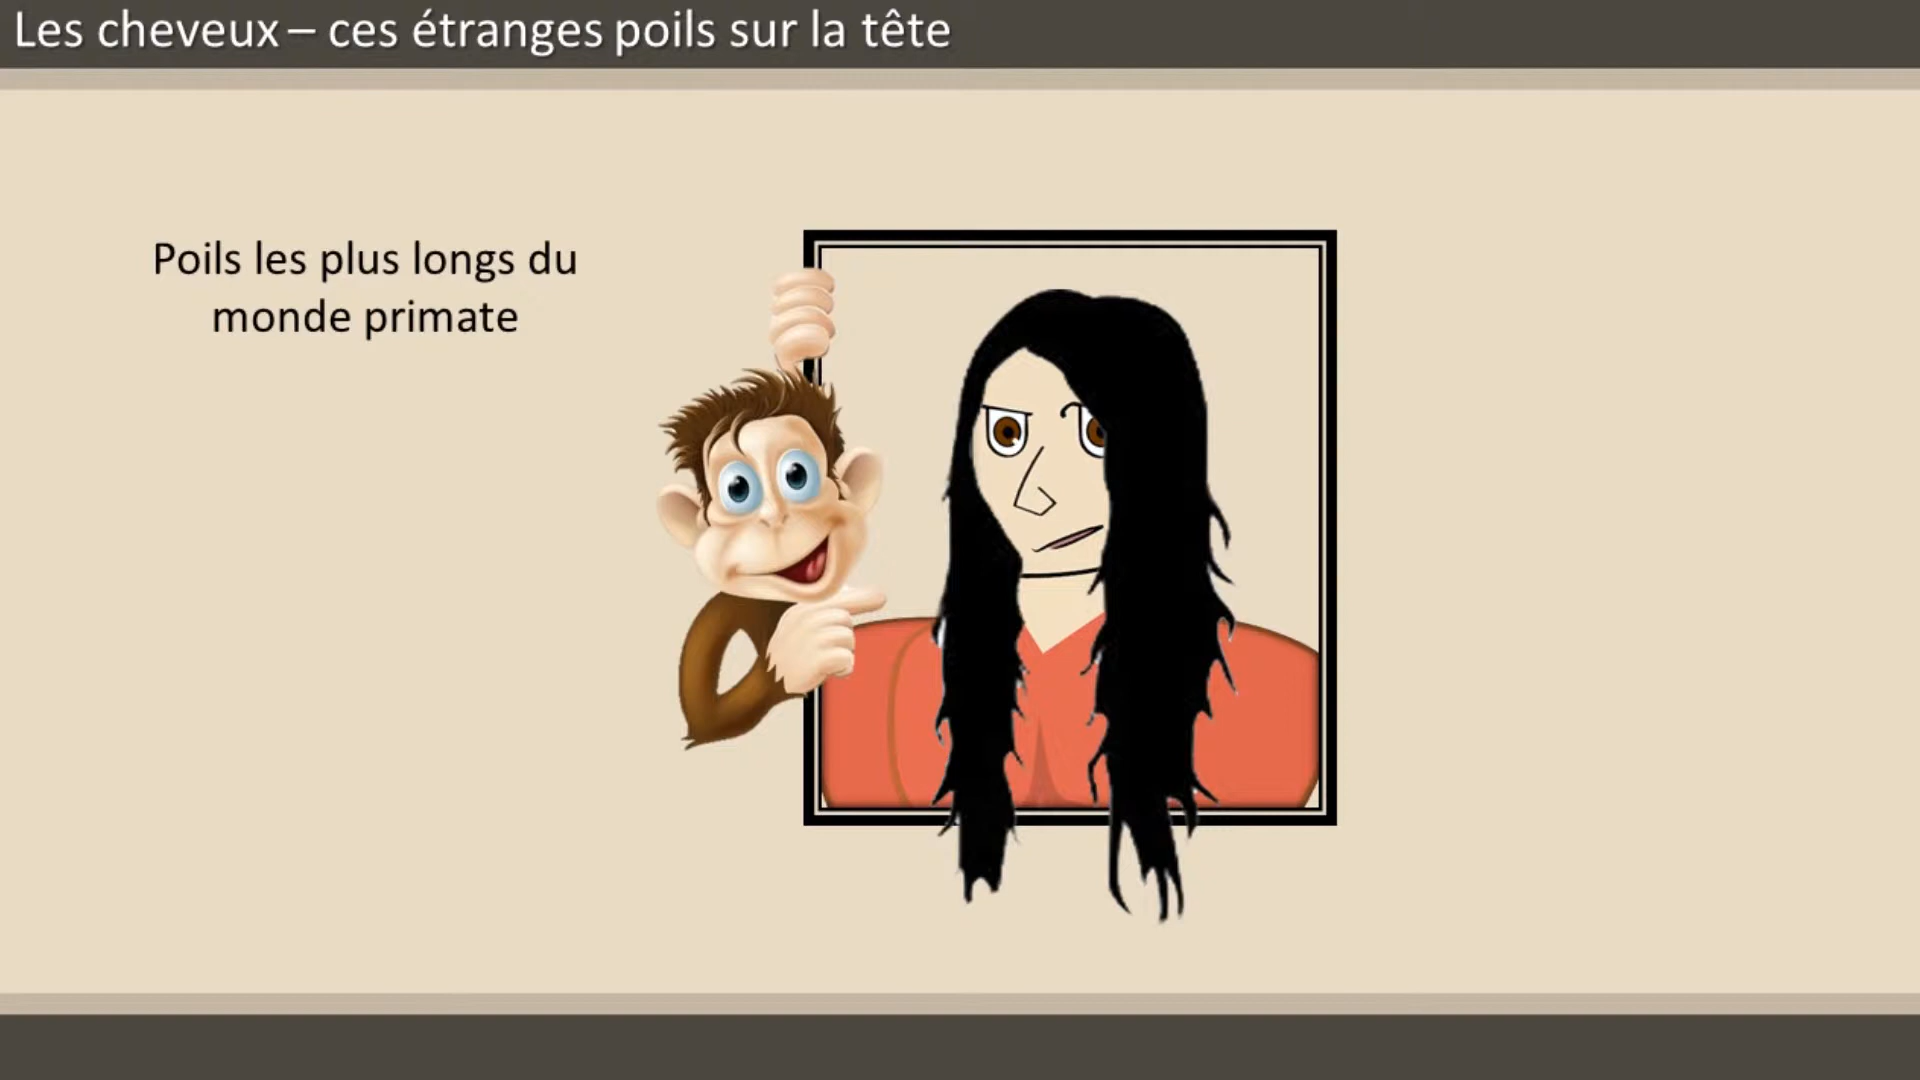 Les cheveux – ces étranges poils sur la tête
Poils les plus longs du
monde primate